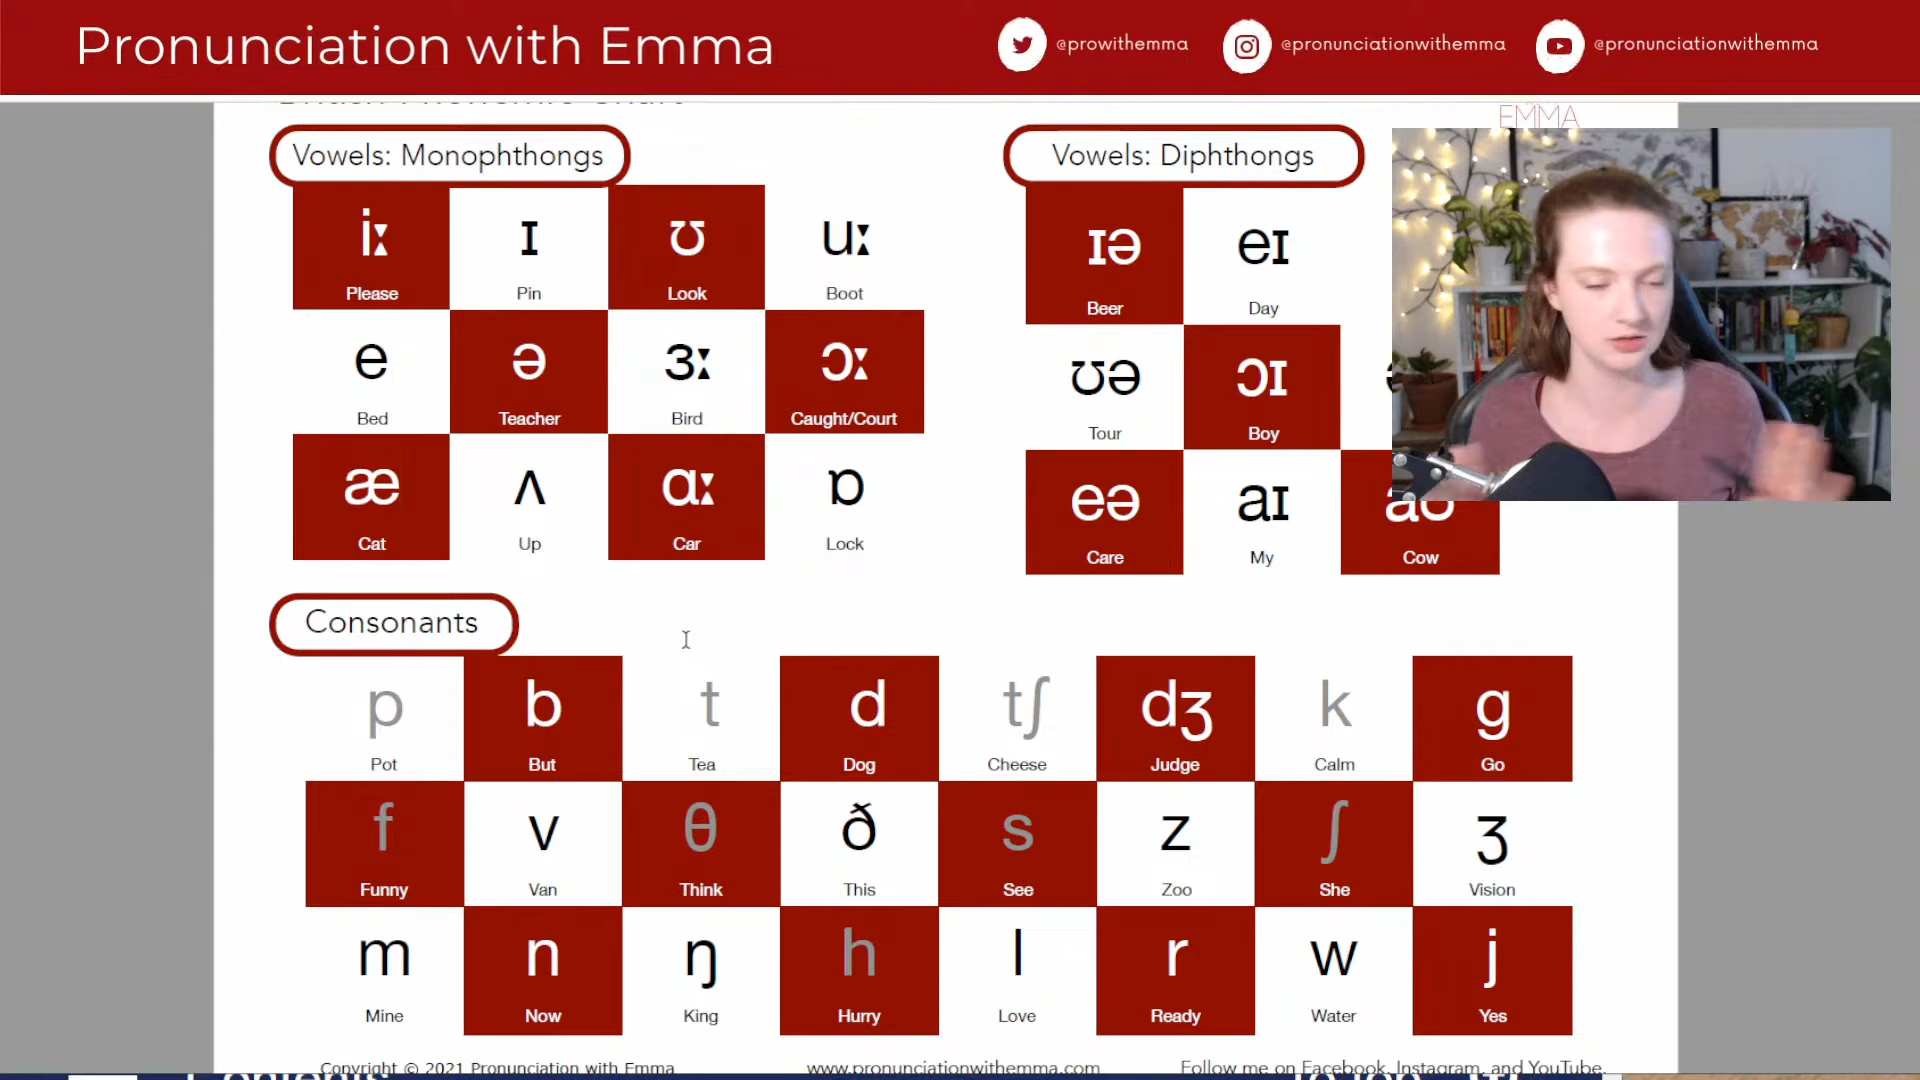 Pronunciation with Emma
@prowithemma
@pronunciationwithemma
@pronunciationwithemma
EMMA
Vowels: Monophthongs
iː ɪ ʊ uː
Please Pin Look Boot
e ə ɜː ɔː
Bed Teacher Bird Caught/Court
æ ʌ ɑː ɒ
Cat Up Car Lock
Vowels: Diphthongs
ɪə eɪ
Beer Day
ʊə ɔɪ
Tour Boy
eə aɪ aʊ
Care My Cow
Consonants
p b t d tʃ dʒ k g
Pot But Tea Dog Cheese Judge Calm Go
f v θ ð s z ʃ ʒ
Funny Van Think This See Zoo She Vision
m n ŋ h l r w j
Mine Now King Hurry Love Ready Water Yes
Copyright © 2021 Pronunciation with Emma
www.pronunciationwithemma.com
Follow me on Facebook, Instagram, and YouTube.